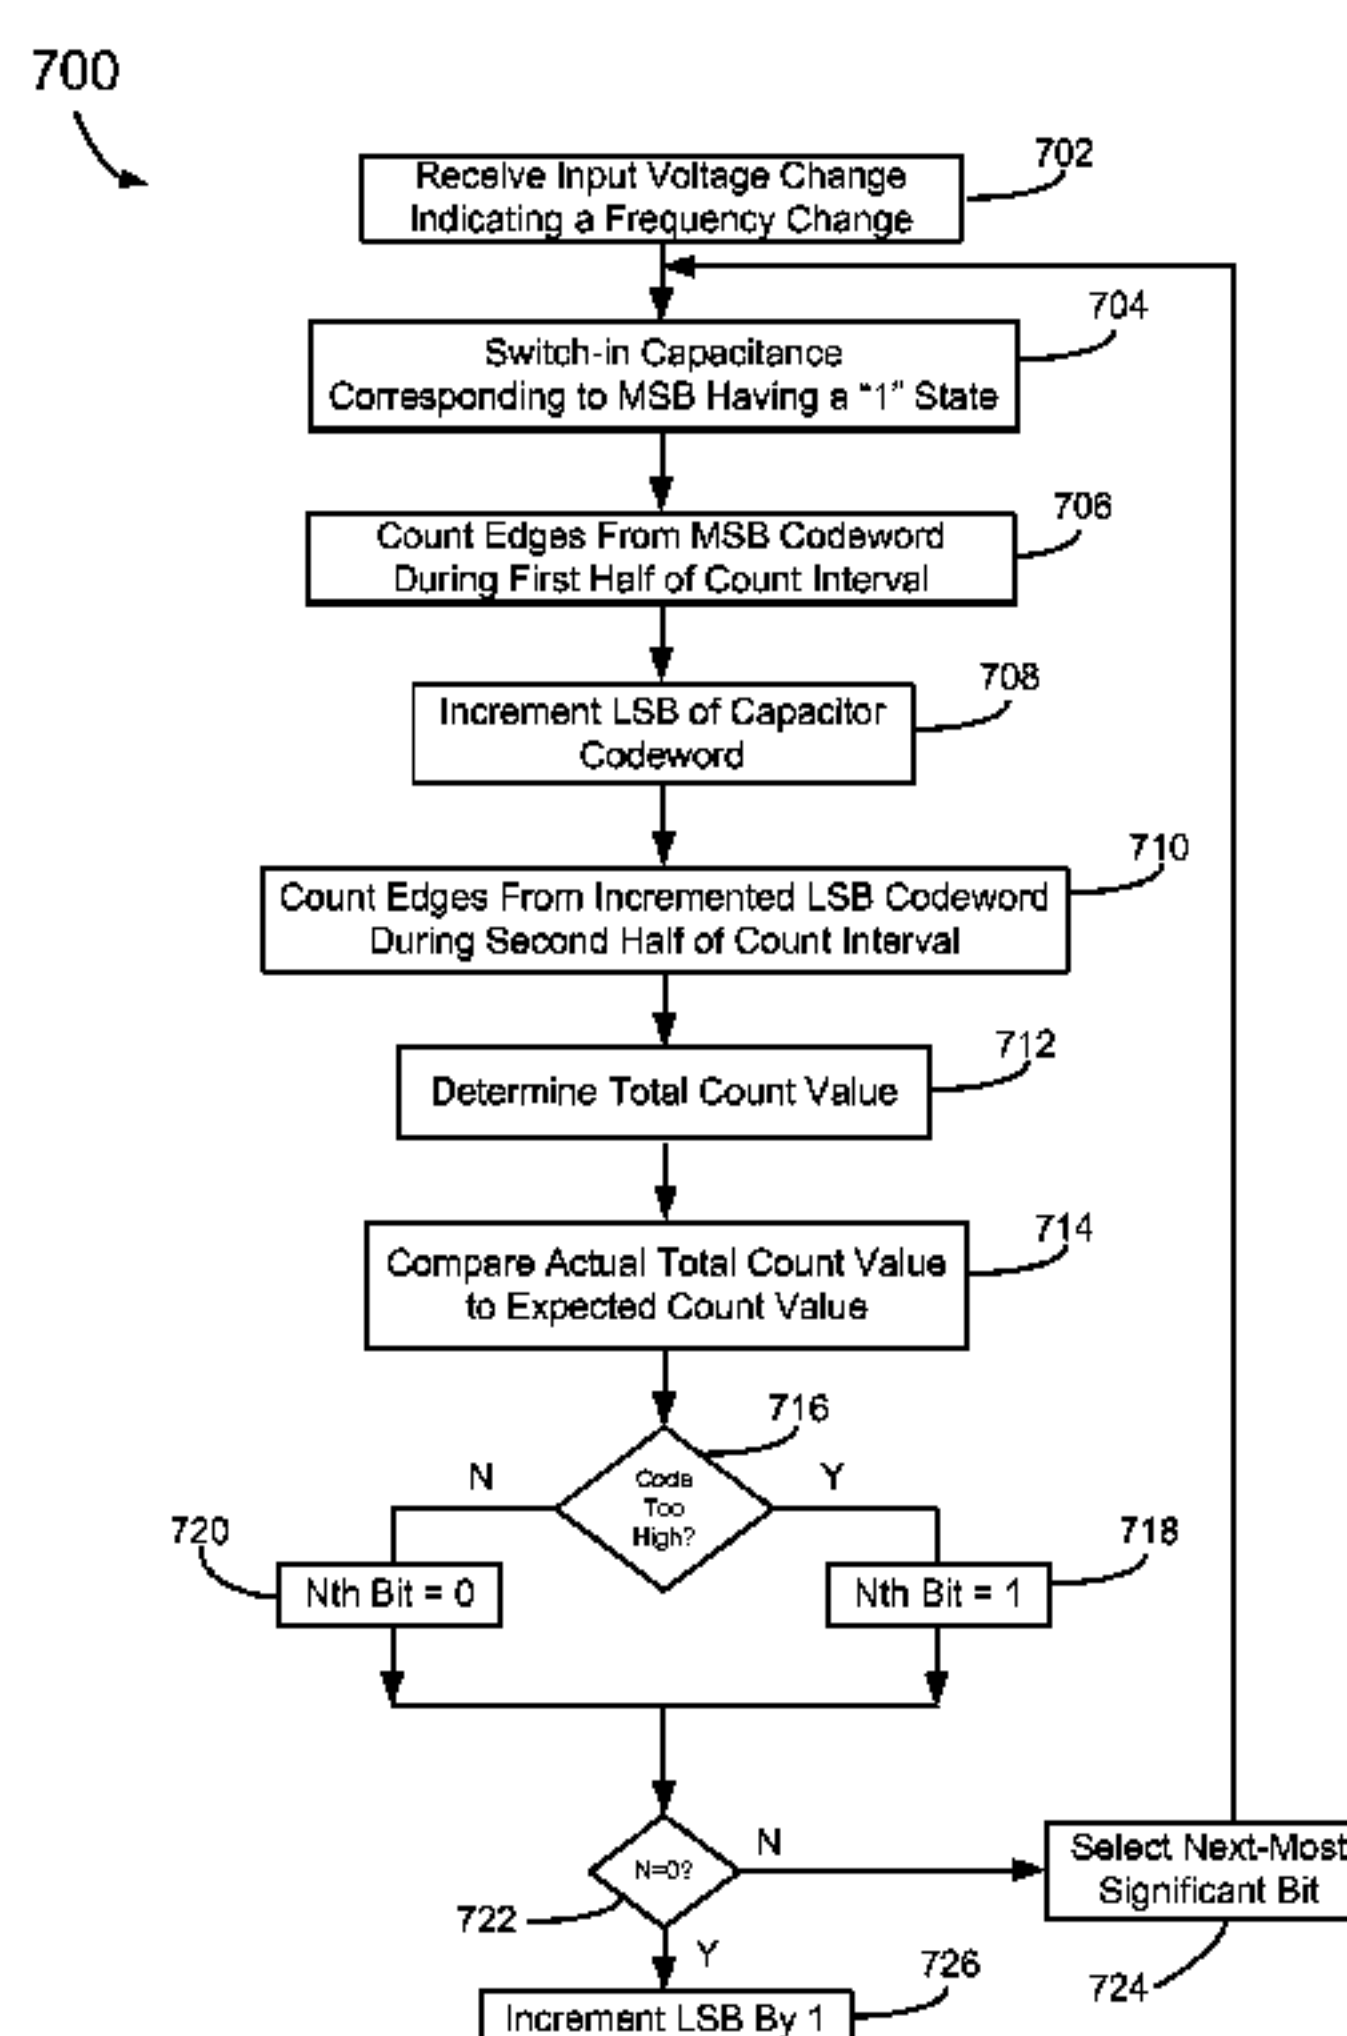 700
702
Receive Input Voltage Change
Indicating a Frequency Change
704
Switch-in Capacitance
Corresponding to MSB Having a “1” State
706
Count Edges From MSB Codeword
During First Half of Count Interval
708
Increment LSB of Capacitor
Codeword
710
Count Edges From Incremented LSB Codeword
During Second Half of Count Interval
712
Determine Total Count Value
714
Compare Actual Total Count Value
to Expected Count Value
716
N
Y
Code
Too
High?
720
718
Nth Bit = 0
Nth Bit = 1
N=0?
N
Select Next-Most
Significant Bit
722
Y
726
724
Increment LSB By 1